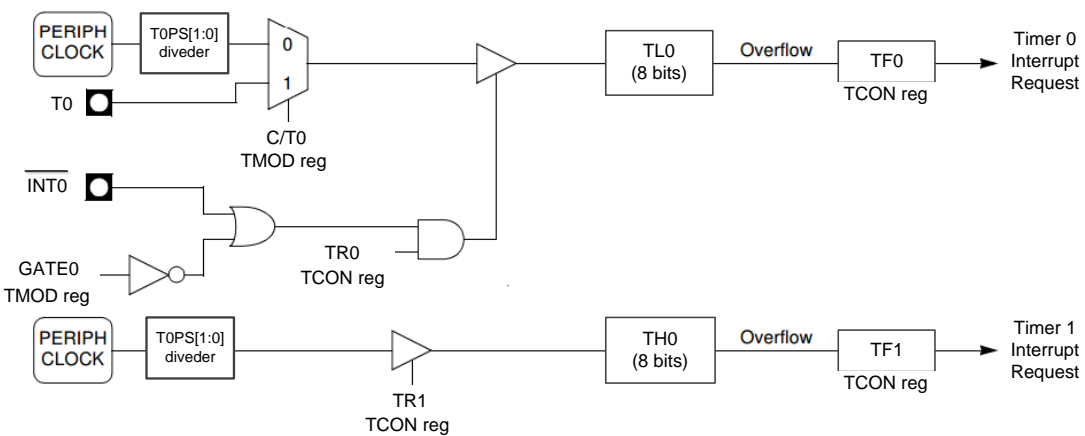 PERIPH
CLOCK
T0PS[1:0]
diveder
0
1
T0
C/T0
TMOD reg
TL0
(8 bits)
Overflow
TF0
TCON reg
Timer 0
Interrupt
Request
INT0
GATE0
TMOD reg
TR0
TCON reg
PERIPH
CLOCK
T0PS[1:0]
diveder
TR1
TCON reg
TH0
(8 bits)
Overflow
TF1
TCON reg
Timer 1
Interrupt
Request